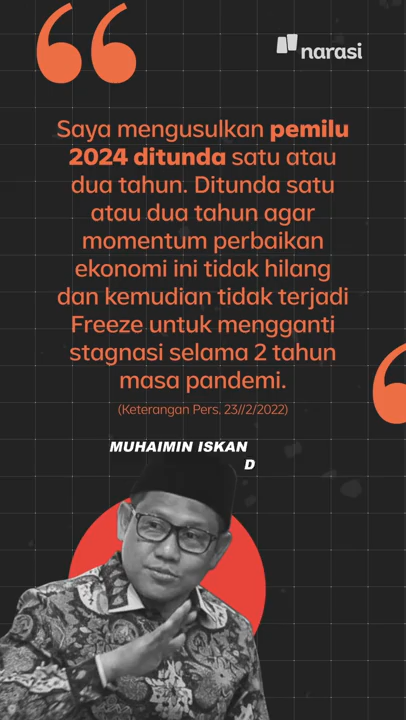 narasi
Saya mengusulkan pemilu
2024 ditunda satu atau
dua tahun. Ditunda satu
atau dua tahun agar
momentum perbaikan
ekonomi ini tidak hilang
dan kemudian tidak terjadi
Freeze untuk mengganti
stagnasi selama 2 tahun
masa pandemi.
(Keterangan Pers. 23//2/2022)
MUHAIMIN ISKAN
D